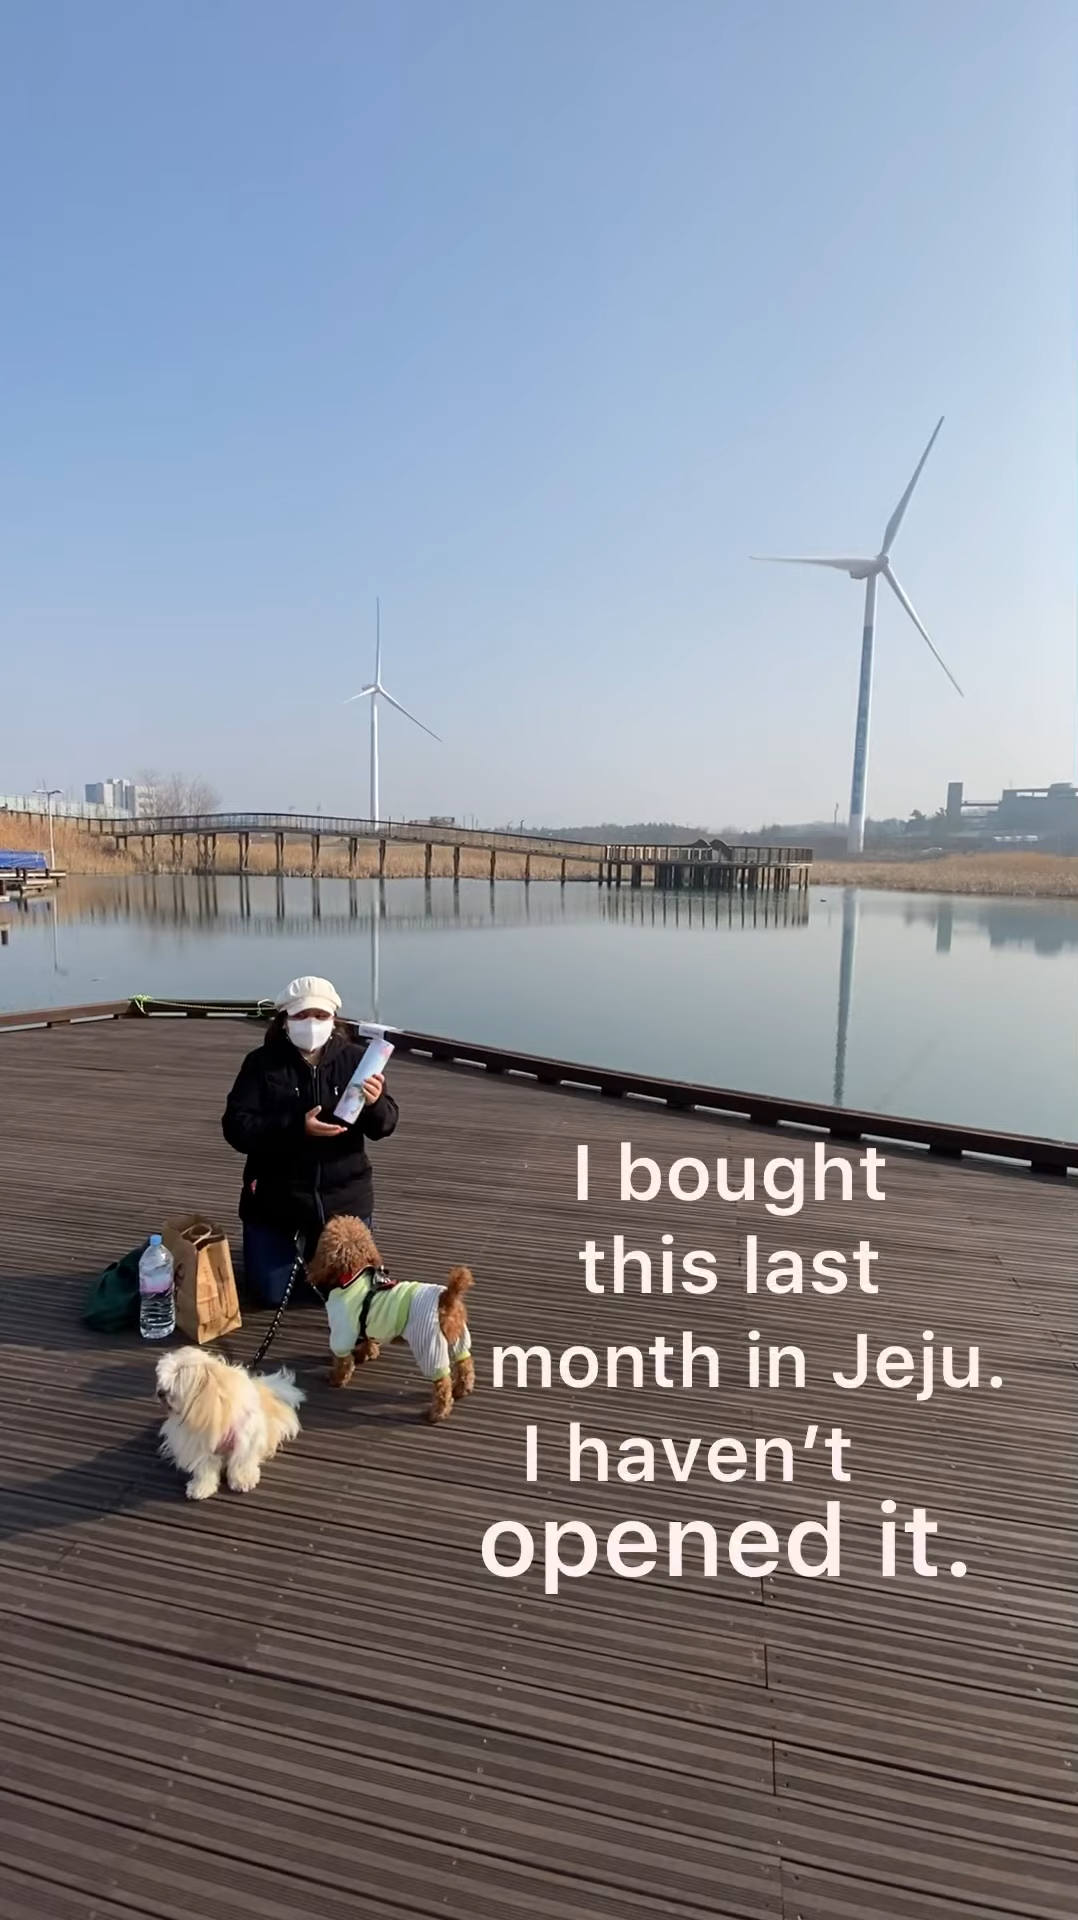 I bought
this last
month in Jeju.
I haven’t
opened it.